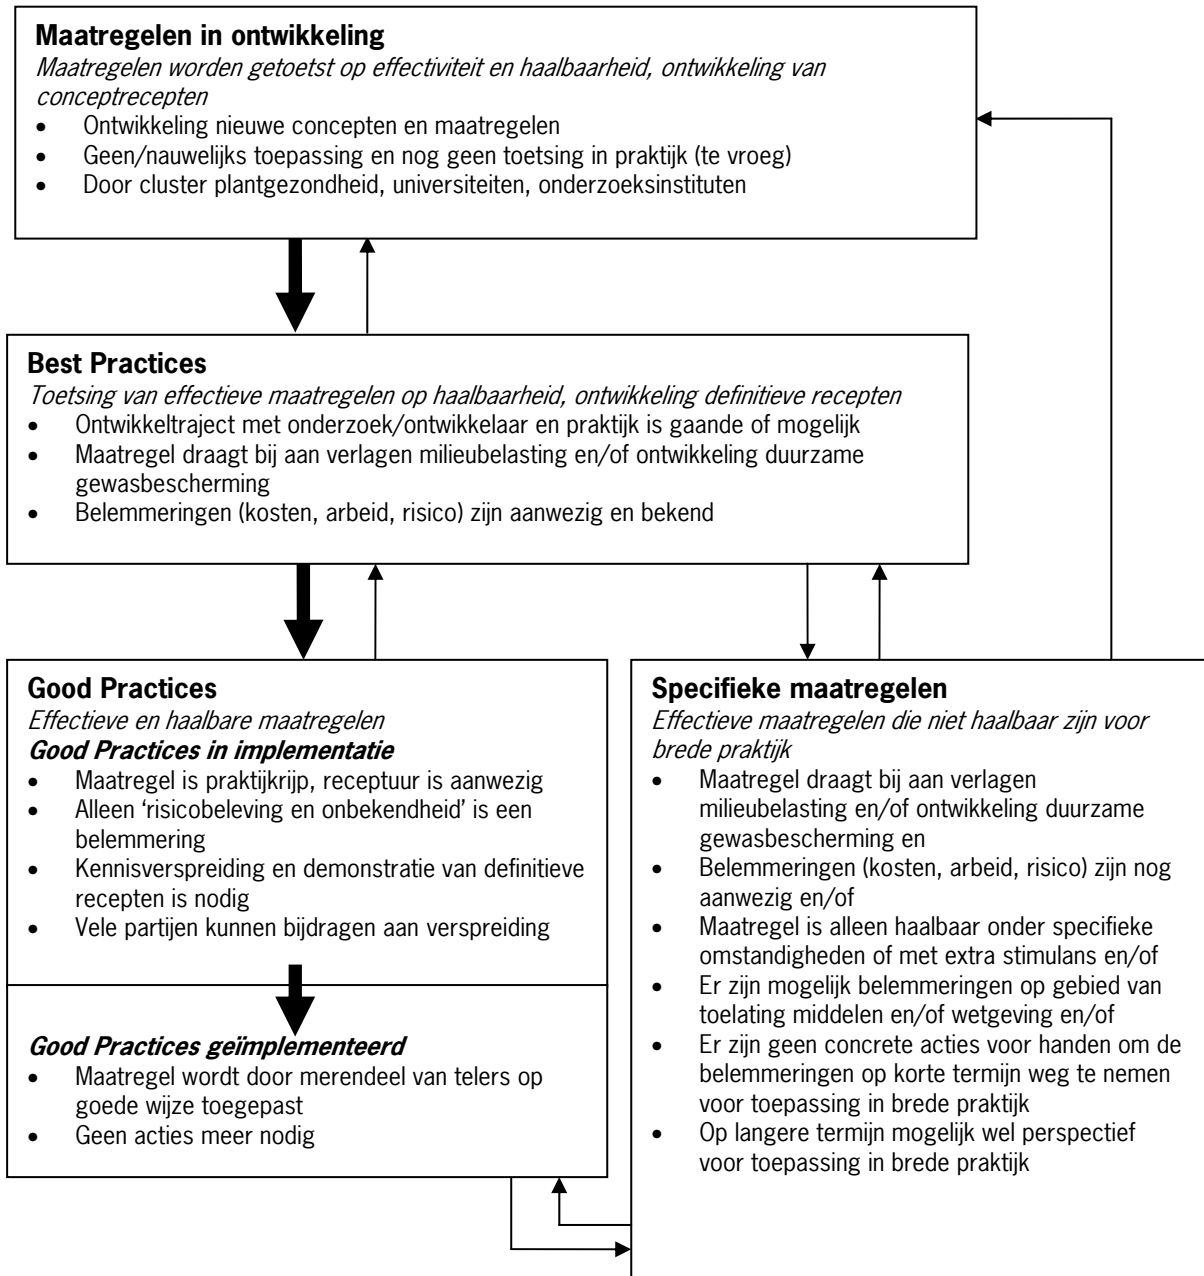 Maatregelen in ontwikkeling
Maatregelen worden getoetst op effectiviteit en haalbaarheid, ontwikkeling van
conceptrecepten
• Ontwikkeling nieuwe concepten en maatregelen
• Geen/nauwelijks toepassing en nog geen toetsing in praktijk (te vroeg)
• Door cluster plantgezondheid, universiteiten, onderzoeksinstituten
Best Practices
Toetsing van effectieve maatregelen op haalbaarheid, ontwikkeling definitieve recepten
• Ontwikkeltraject met onderzoek/ontwikkelaar en praktijk is gaande of mogelijk
• Maatregel draagt bij aan verlagen milieubelasting en/of ontwikkeling duurzame
gewasbescherming
• Belemmeringen (kosten, arbeid, risico) zijn aanwezig en bekend
Good Practices
Effectieve en haalbare maatregelen
Good Practices in implementatie
• Maatregel is praktijkrijp, receptuur is aanwezig
• Alleen ‘risicobeleving en onbekendheid’ is een
belemmering
• Kennisverspreiding en demonstratie van definitieve
recepten is nodig
• Vele partijen kunnen bijdragen aan verspreiding
Good Practices geïmplementeerd
• Maatregel wordt door merendeel van telers op
goede wijze toegepast
• Geen acties meer nodig
Specifieke maatregelen
Effectieve maatregelen die niet haalbaar zijn voor
brede praktijk
• Maatregel draagt bij aan verlagen
milieubelasting en/of ontwikkeling duurzame
gewasbescherming en
• Belemmeringen (kosten, arbeid, risico) zijn nog
aanwezig en/of
• Maatregel is alleen haalbaar onder specifieke
omstandigheden of met extra stimulans en/of
• Er zijn mogelijk belemmeringen op gebied van
toelating middelen en/of wetgeving en/of
• Er zijn geen concrete acties voor handen om de
belemmeringen op korte termijn weg te nemen
voor toepassing in brede praktijk
• Op langere termijn mogelijk wel perspectief
voor toepassing in brede praktijk